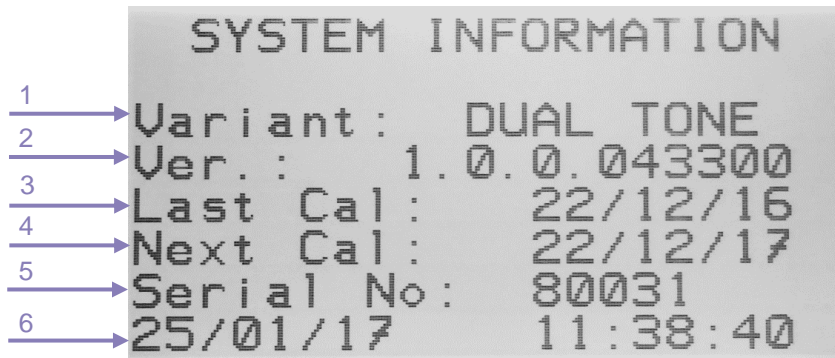 SYSTEM INFORMATION
1 Variant: DUAL TONE
2 Ver.: 1.0.0.043300
3 Last Cal: 22/12/16
4 Next Cal: 22/12/17
5 Serial No: 80031
6 25/01/17 11:38:40